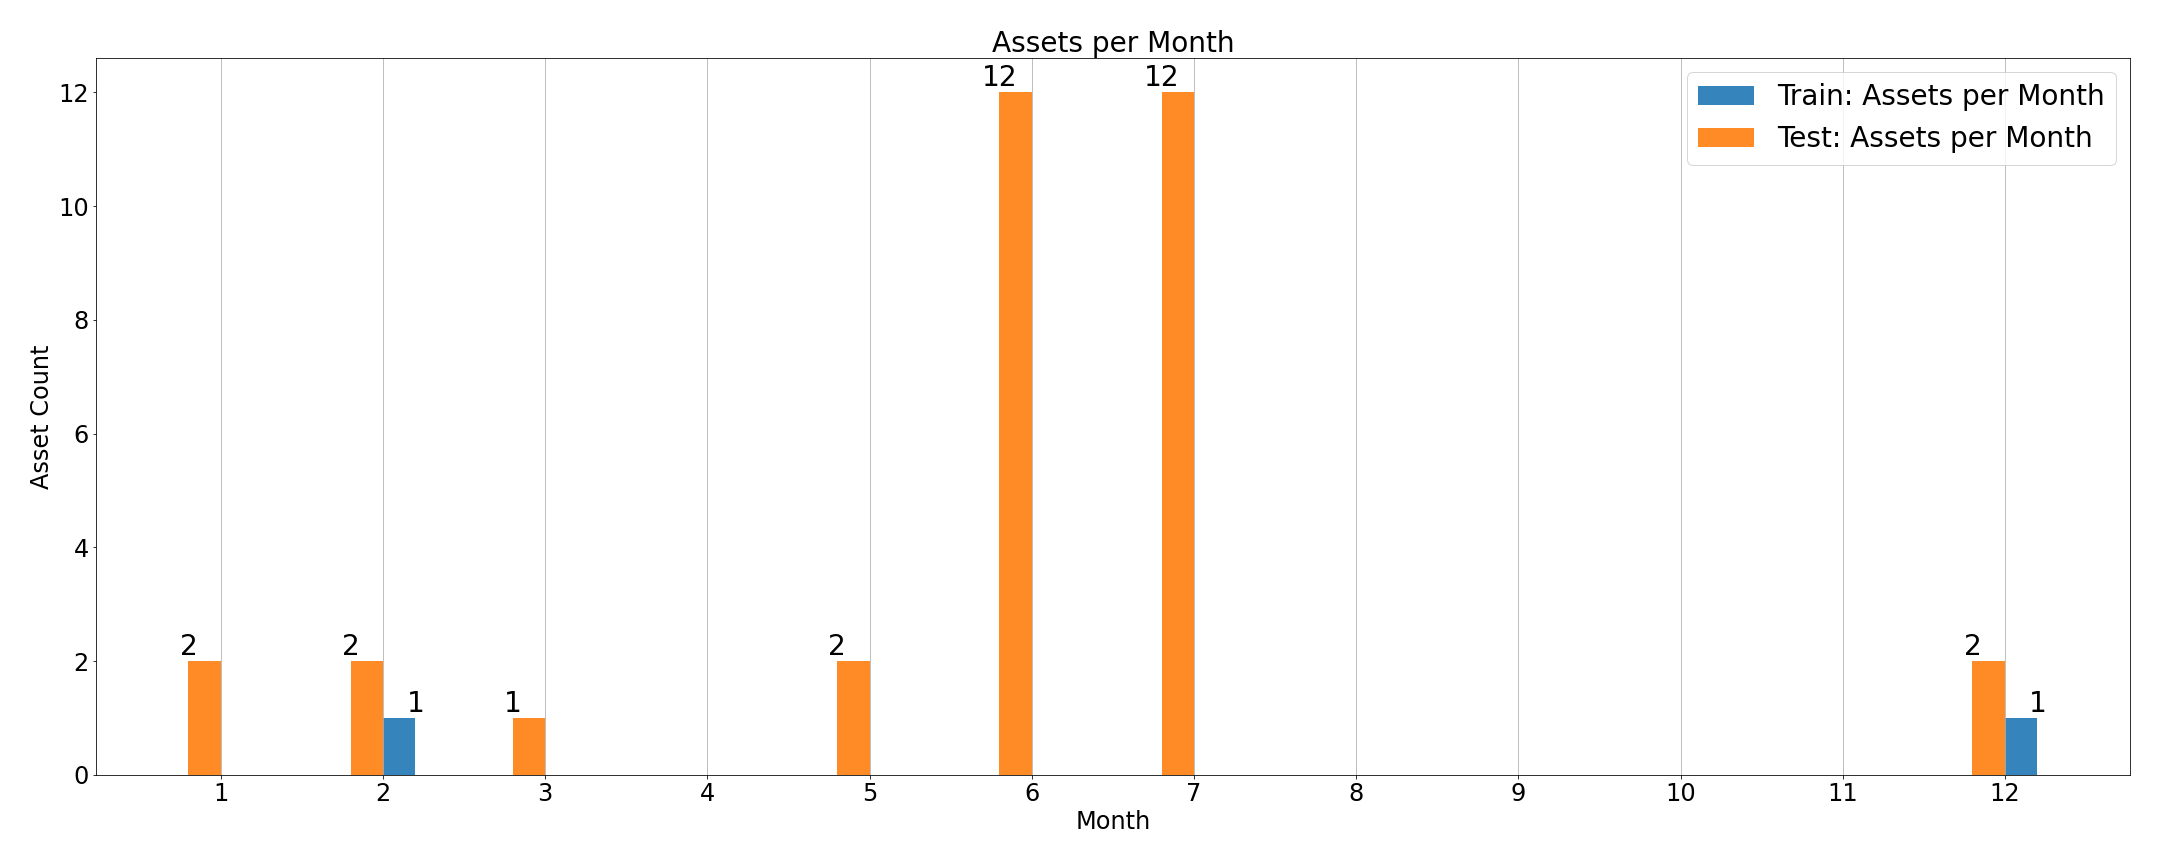 Assets per Month
Train: Assets per Month
Test: Assets per Month
12
10
8
6
4
2
0
Asset Count
2
2
1
1
2
12
12
2
1
1 2 3 4 5 6 7 8 9 10 11 12
Month